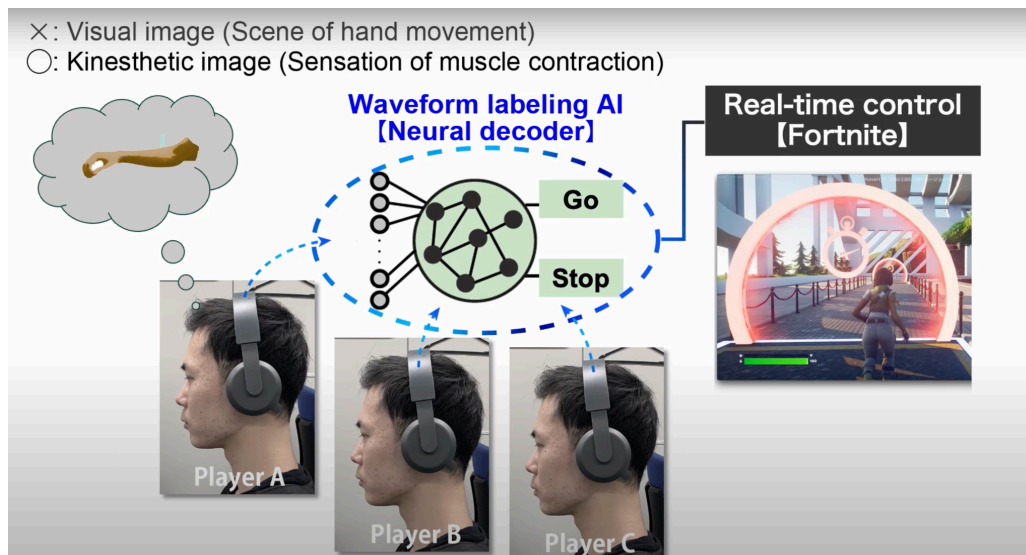 ×: Visual image (Scene of hand movement)
○: Kinesthetic image (Sensation of muscle contraction)
Waveform labeling AI
【Neural decoder】
Real-time control
【Fortnite】
Go
Stop
Player A
Player B
Player C